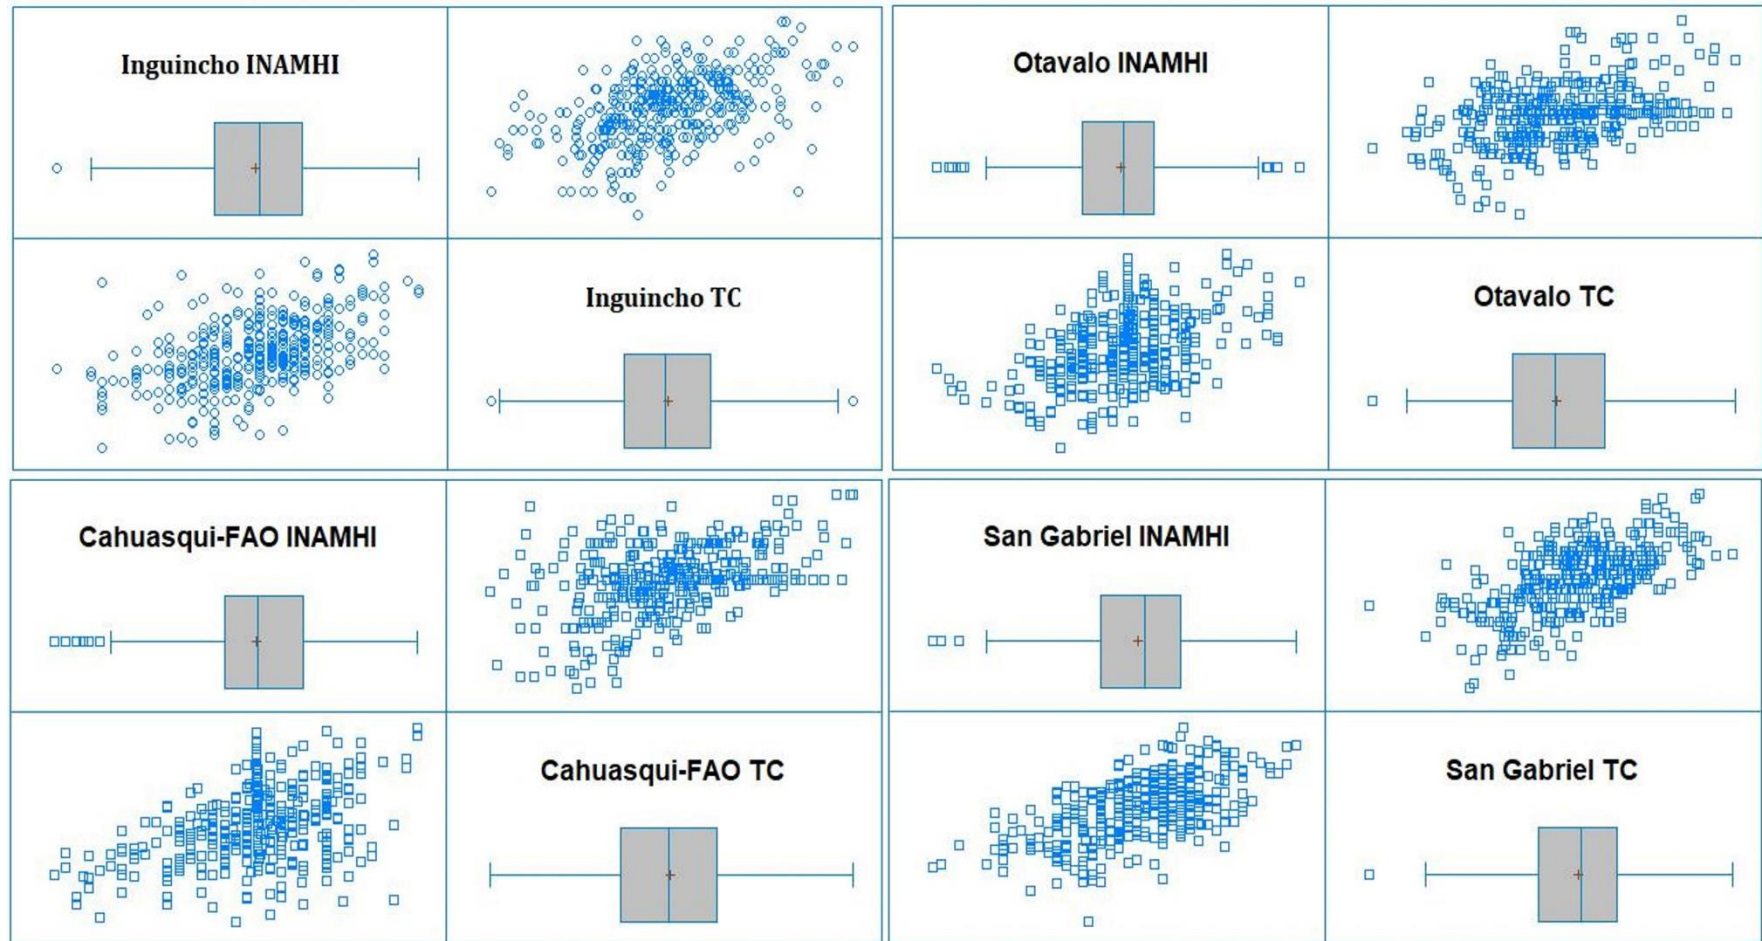 Inguincho INAMHI
Otavalo INAMHI
Inguincho TC
Otavalo TC
Cahuasqui-FAO INAMHI
San Gabriel INAMHI
Cahuasqui-FAO TC
San Gabriel TC